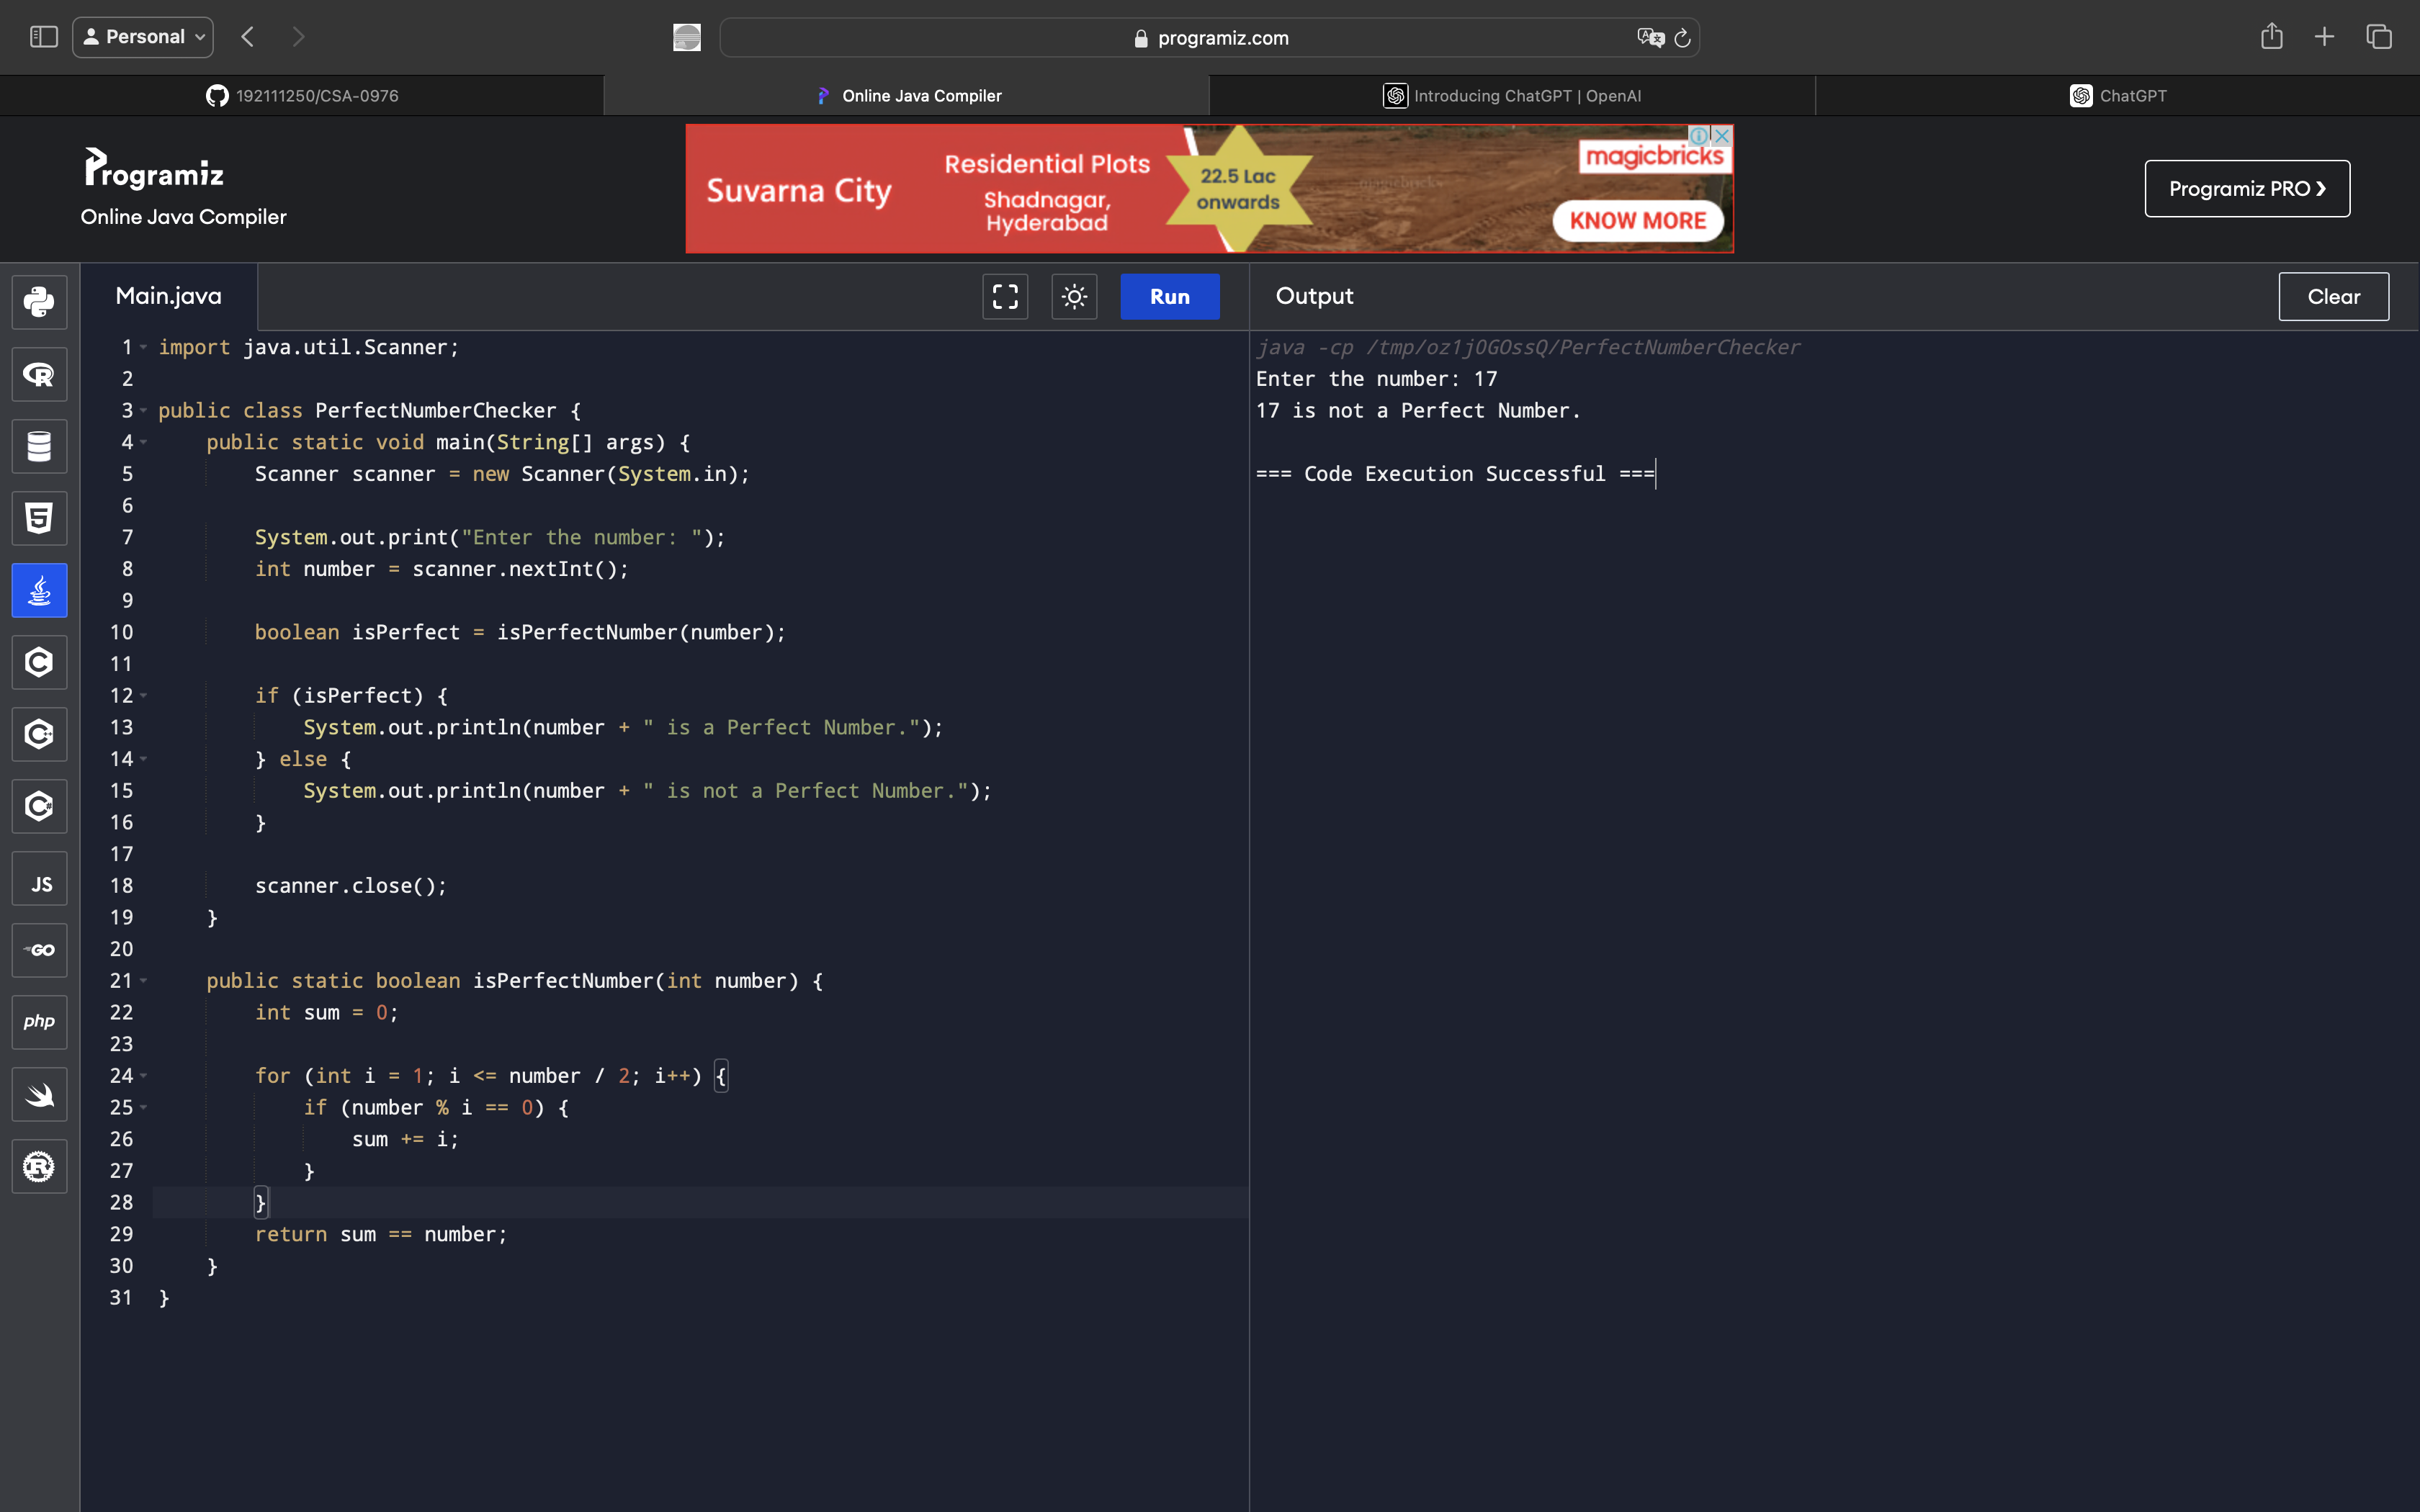 Personal
programiz.com
192111250/CSA-0976
Online Java Compiler
Introducing ChatGPT | OpenAI
ChatGPT
Programiz
Online Java Compiler
Suvarna City
Residential Plots
Shadnagar,
Hyderabad
22.5 Lac
onwards
magicbricks
KNOW MORE
Programiz PRO ❯
Main.java
Run
Output
Clear
1 import java.util.Scanner;
2
3 public class PerfectNumberChecker {
4     public static void main(String[] args) {
5         Scanner scanner = new Scanner(System.in);
6
7         System.out.print("Enter the number: ");
8         int number = scanner.nextInt();
9
10         boolean isPerfect = isPerfectNumber(number);
11
12         if (isPerfect) {
13             System.out.println(number + " is a Perfect Number.");
14         } else {
15             System.out.println(number + " is not a Perfect Number.");
16         }
17
18         scanner.close();
19     }
20
21     public static boolean isPerfectNumber(int number) {
22         int sum = 0;
23
24         for (int i = 1; i <= number / 2; i++) {
25             if (number % i == 0) {
26                 sum += i;
27             }
28         }
29         return sum == number;
30     }
31 }
java -cp /tmp/oz1jOGOssQ/PerfectNumberChecker
Enter the number: 17
17 is not a Perfect Number.
=== Code Execution Successful ===
R
5
C
C++
C#
JS
GO
php
R